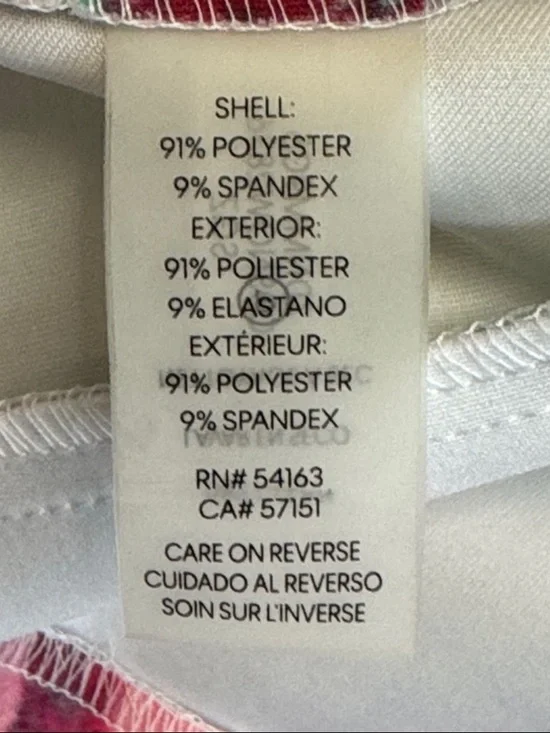 SHELL:
91% POLYESTER
9% SPANDEX
EXTERIOR:
91% POLIESTER
9% ELASTANO
EXTÉRIEUR:
91% POLYESTER
9% SPANDEX
RN# 54163
CA# 57151
CARE ON REVERSE
CUIDADO AL REVERSO
SOIN SUR L'INVERSE